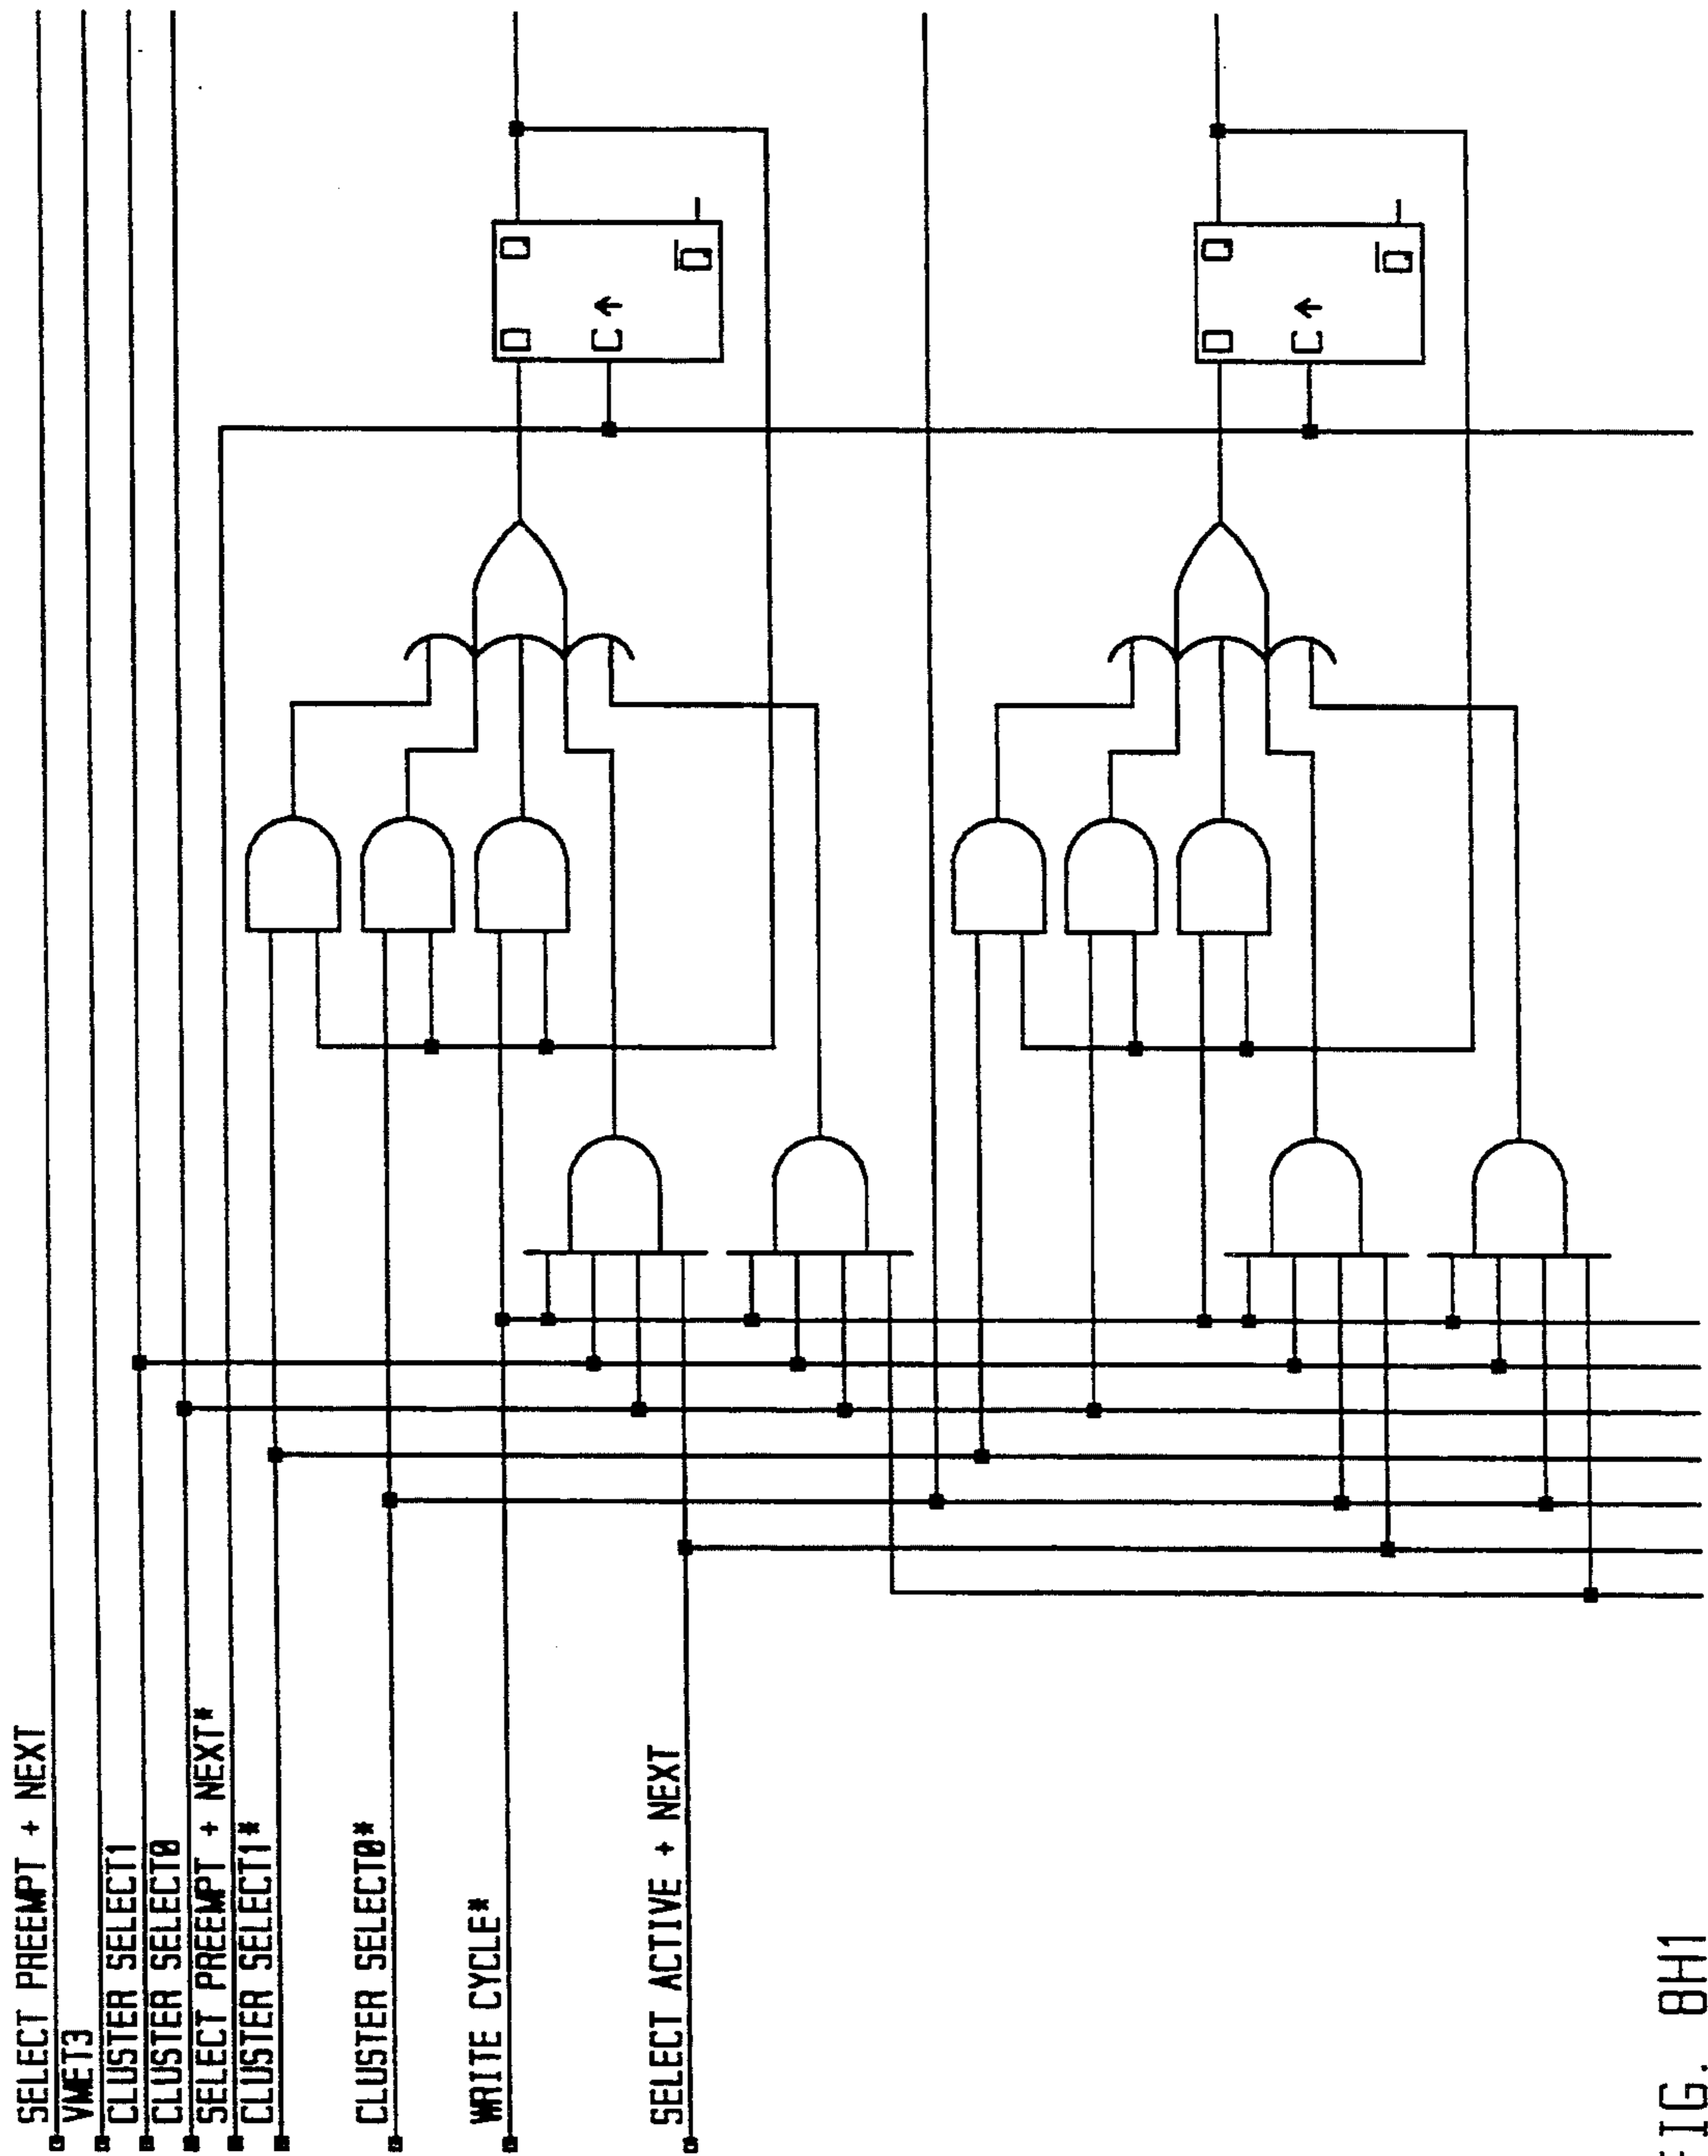 SELECT PREEMPT + NEXT
VMET3
CLUSTER SELECT1
CLUSTER SELECT0
SELECT PREEMPT + NEXT*
CLUSTER SELECT1*
CLUSTER SELECT0*
WRITE CYCLE*
SELECT ACTIVE + NEXT
D Q
C↑
Q̅
D Q
C↑
Q̅
FIG. 8H1